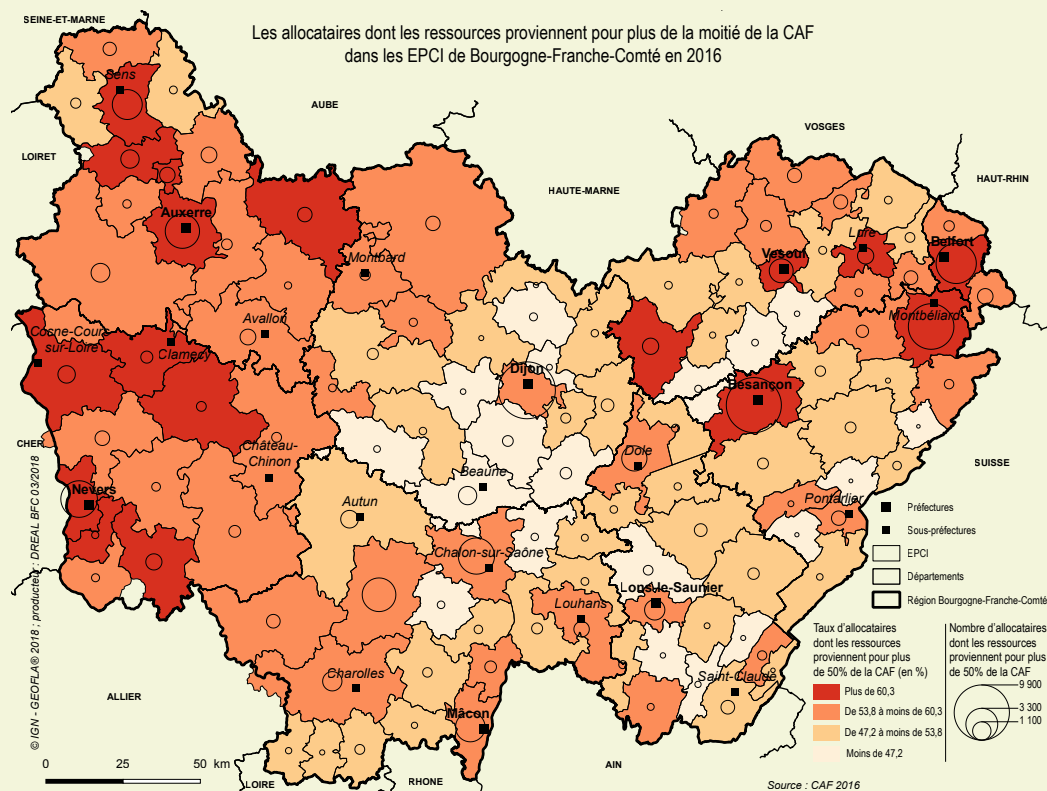 Les allocataires dont les ressources proviennent pour plus de la moitié de la CAF
dans les EPCI de Bourgogne-Franche-Comté en 2016
SEINE-ET-MARNE
AUBE
VOSGES
LOIRET
HAUTE-MARNE
HAUT-RHIN
Sens
Auxerre
Montbard
Vesoul
Lure
Belfort
Montbéliard
Cosne-Cours-
sur-Loire
Clamecy
Avallon
Dijon
Besançon
CHER
Château-
Chinon
Nevers
Beaune
Dole
SUISSE
Autun
Pontarlier
Chalon-sur-Saône
Louhans
Lons-le-Saunier
Saint-Claude
Charolles
Mâcon
ALLIER
LOIRE
RHONE
AIN
Préfectures
Sous-préfectures
EPCI
Départements
Région Bourgogne-Franche-Comté
Taux d'allocataires
dont les ressources
proviennent pour plus
de 50% de la CAF (en %)
Plus de 60,3
De 53,8 à moins de 60,3
De 47,2 à moins de 53,8
Moins de 47,2
Nombre d'allocataires
dont les ressources
proviennent pour plus
de 50% de la CAF
9 900
3 300
1 100
© IGN - GEOFLA® 2018 ; producteur : DREAL BFC 03/2018
0 25 50 km
Source : CAF 2016